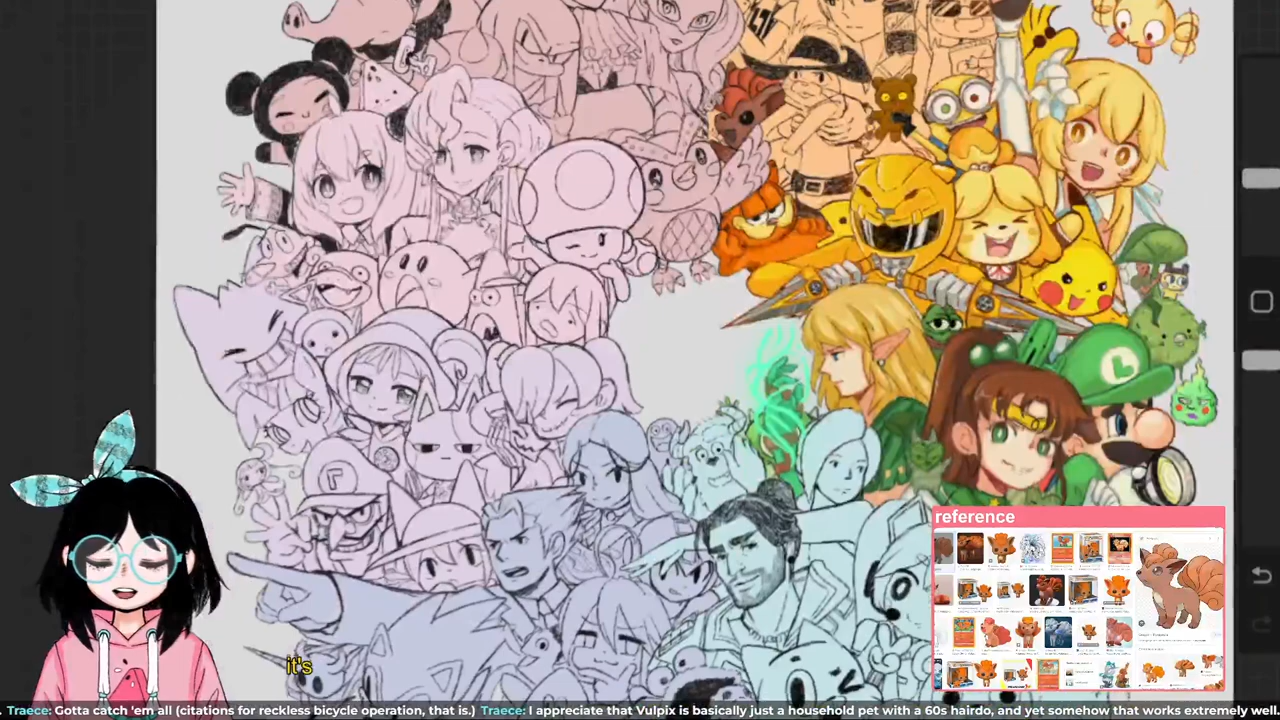 L
Γ
reference
it's
. Traece: Gotta catch 'em all (citations for reckless bicycle operation, that is.) Traece: I appreciate that Vulpix is basically just a household pet with a 60s hairdo, and yet somehow that works extremely well.